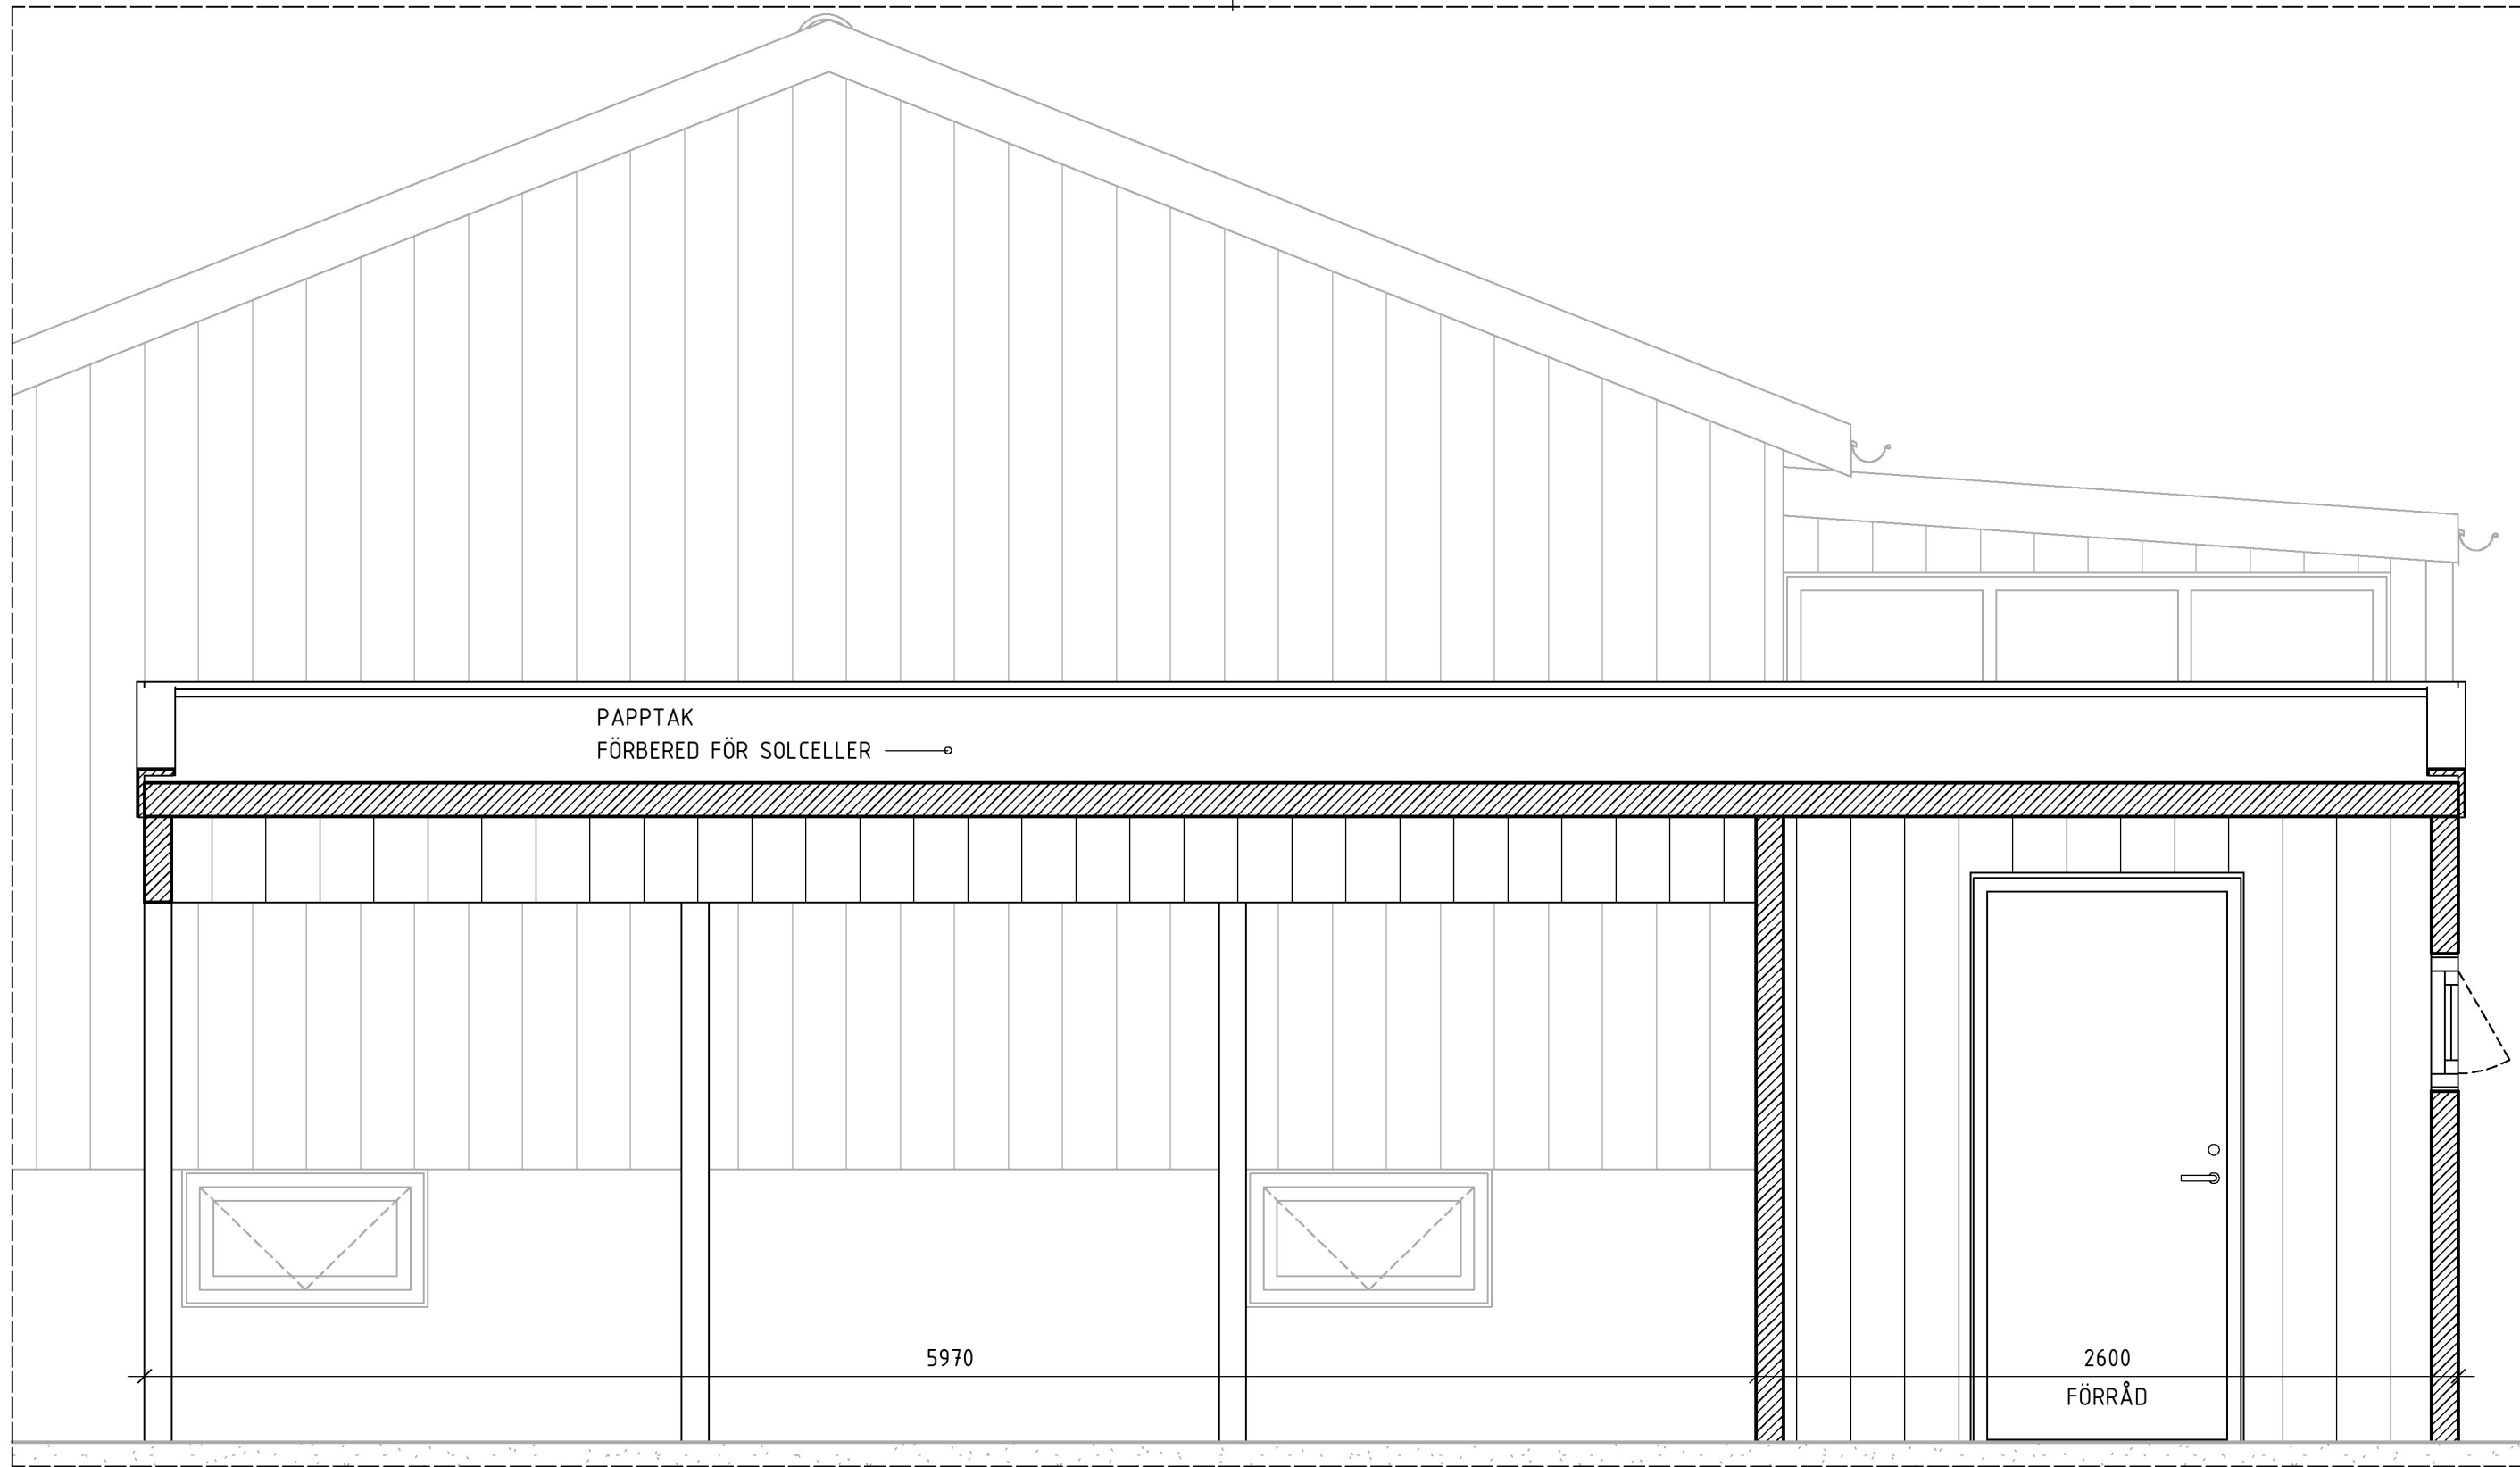 PAPPTAK
FÖRBERED FÖR SOLCELLER
5970
2600
FÖRRÅD